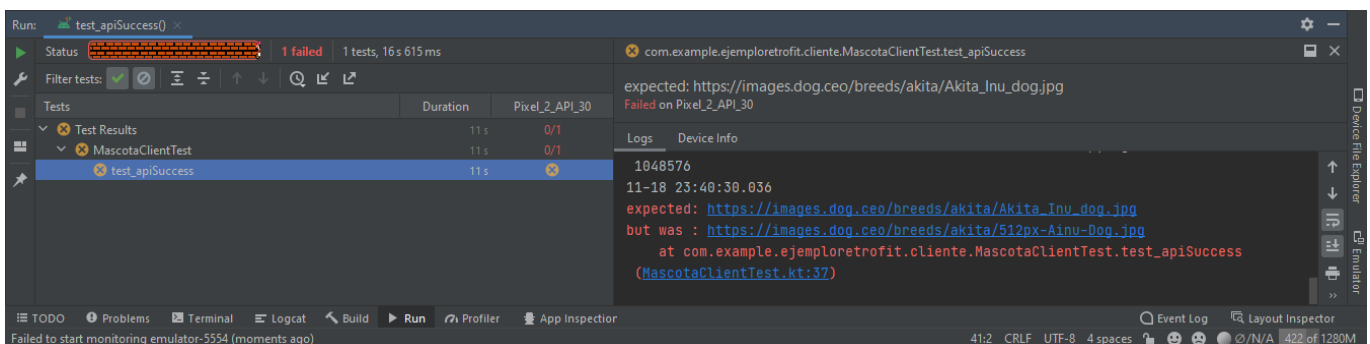 Run: test_apiSuccess() ×
Status 1 failed 1 tests, 16 s 615 ms
Filter tests:
Tests Duration Pixel_2_API_30
Test Results 11 s 0/1
MascotaClientTest 11 s 0/1
test_apiSuccess 11 s
com.example.ejemploretrofit.cliente.MascotaClientTest.test_apiSuccess
expected: https://images.dog.ceo/breeds/akita/Akita_Inu_dog.jpg
Failed on Pixel_2_API_30
Logs Device Info
1048576
11-18 23:40:30.036
expected: https://images.dog.ceo/breeds/akita/Akita_Inu_dog.jpg
but was : https://images.dog.ceo/breeds/akita/512px-Ainu-Dog.jpg
at com.example.ejemploretrofit.cliente.MascotaClientTest.test_apiSuccess
(MascotaClientTest.kt:37)
Device File Explorer
Emulator
TODO Problems Terminal Logcat Build Run Profiler App Inspection Event Log Layout Inspector
Failed to start monitoring emulator-5554 (moments ago) 41:2 CRLF UTF-8 4 spaces Ø/N/A 422 of 1280M